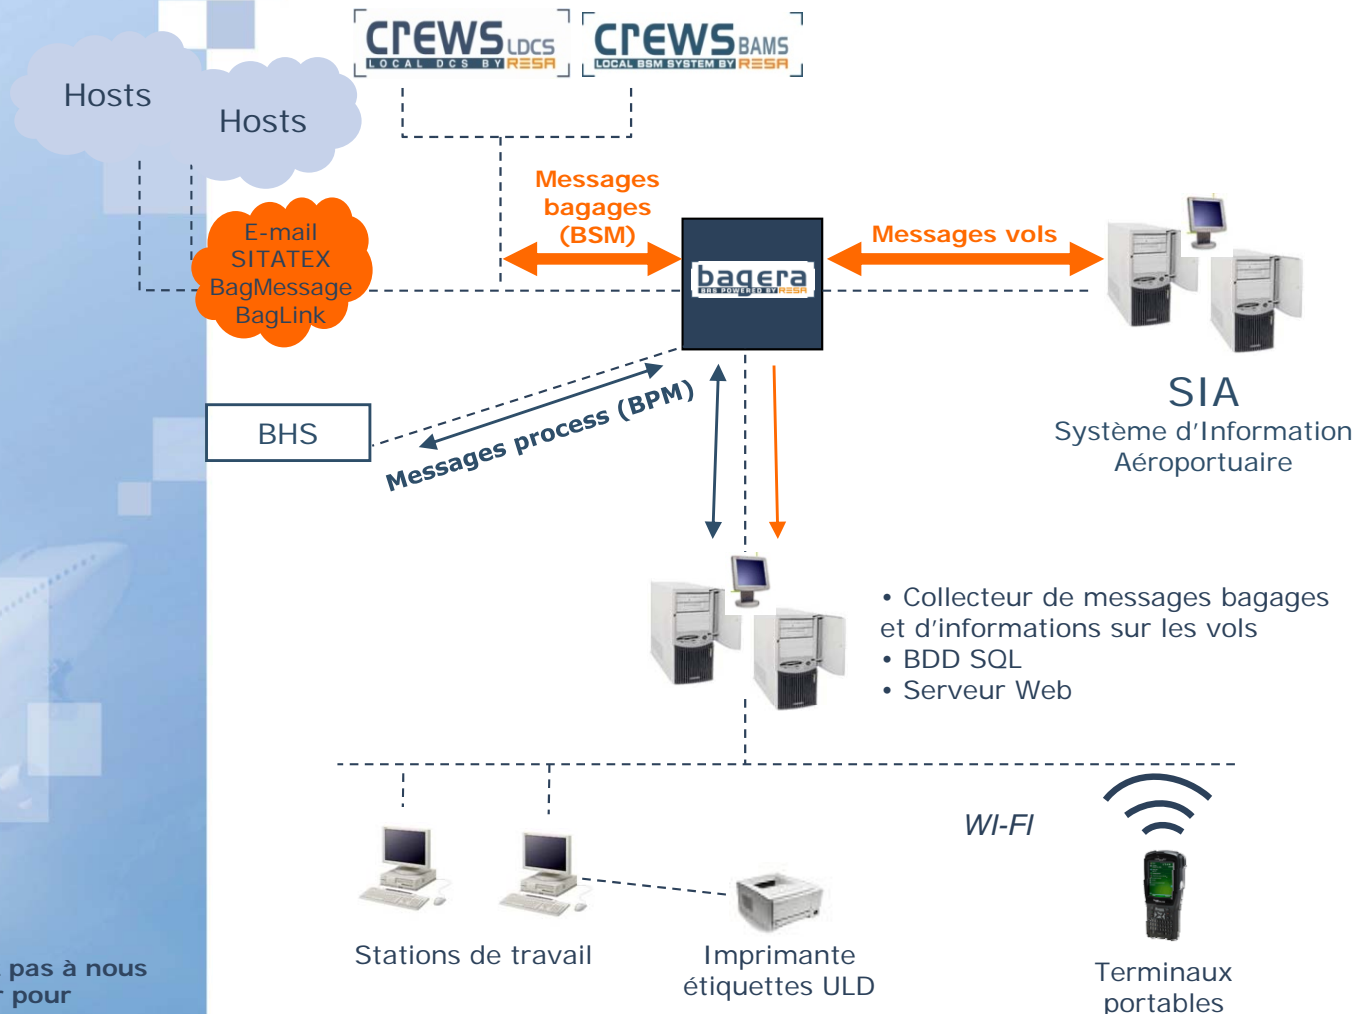 CREWS LDCS
LOCAL DCS BY RESA
CREWS BAMS
LOCAL BSM SYSTEM BY RESA
Hosts
Hosts
Messages
bagages
(BSM)
E-mail
SITATEX
BagMessage
BagLink
bagera
BRS POWERED BY RESA
Messages vols
SIA
Système d'Information
Aéroportuaire
BHS
Messages process (BPM)
• Collecteur de messages bagages
et d'informations sur les vols
• BDD SQL
• Serveur Web
WI-FI
Stations de travail
Imprimante
étiquettes ULD
Terminaux
portables
pas à nous
pour